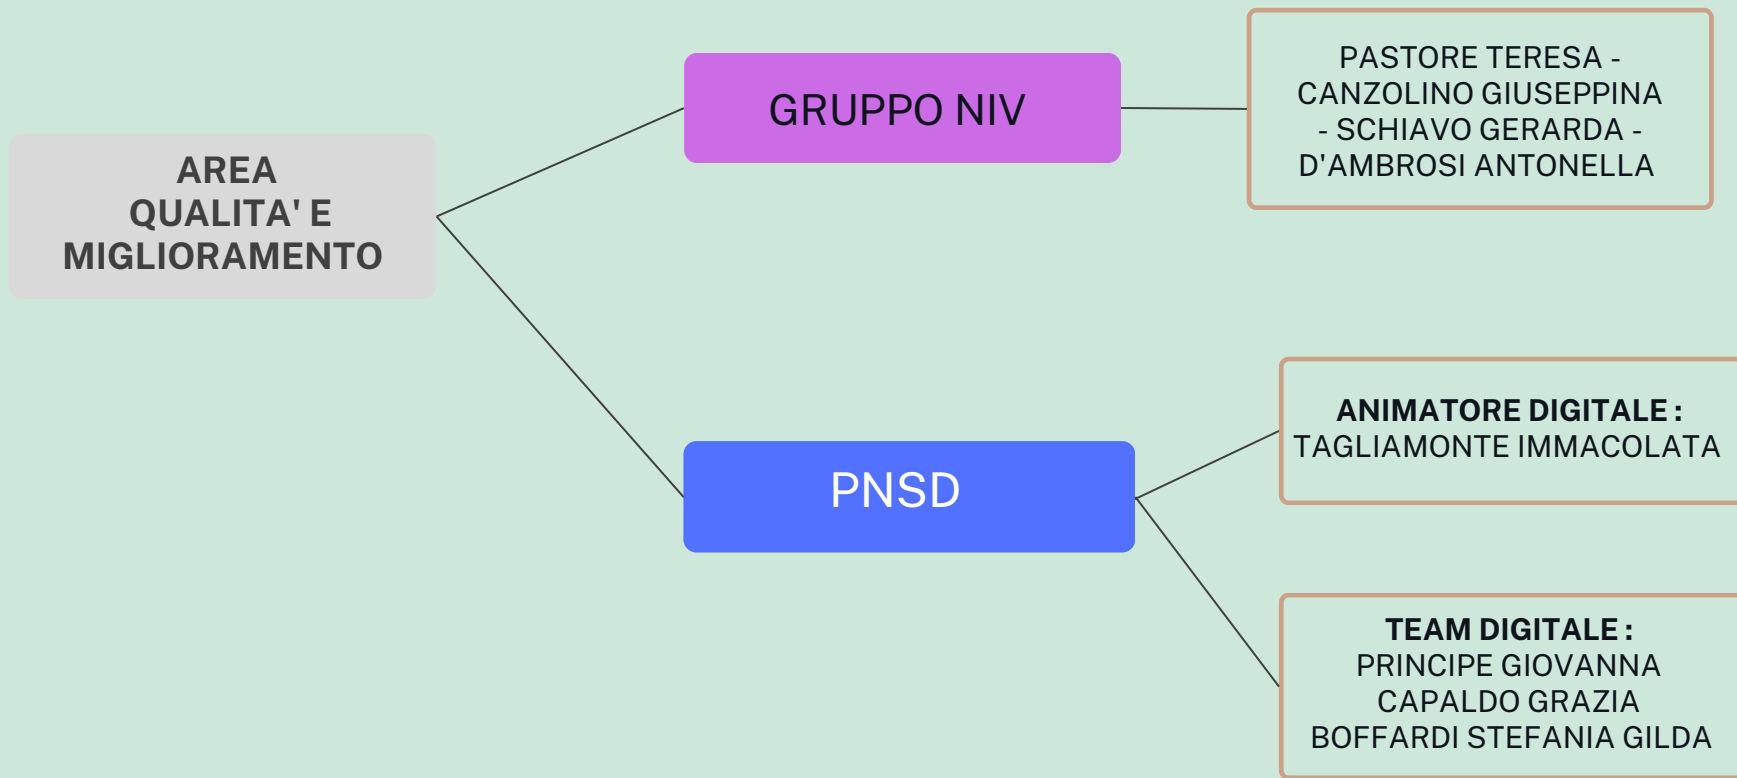 AREA
QUALITA' E
MIGLIORAMENTO
GRUPPO NIV
PASTORE TERESA -
CANZOLINO GIUSEPPINA
- SCHIAVO GERARDA -
D'AMBROSI ANTONELLA
PNSD
ANIMATORE DIGITALE :
TAGLIAMONTE IMMACOLATA
TEAM DIGITALE :
PRINCIPE GIOVANNA
CAPALDO GRAZIA
BOFFARDI STEFANIA GILDA